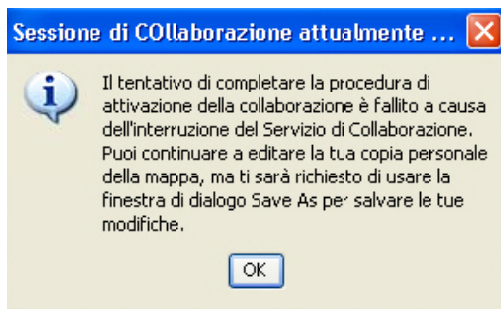 Sessione di COllaborazione attualmente ...
Il tentativo di completare la procedura di
attivazione della collaborazione è fallito a causa
dell'interruzione del Servizio di Collaborazione.
Puoi continuare a editare la tua copia personale
della mappa, ma ti sarà richiesto di usare la
finestra di dialogo Save As per salvare le tue
modifiche.
OK